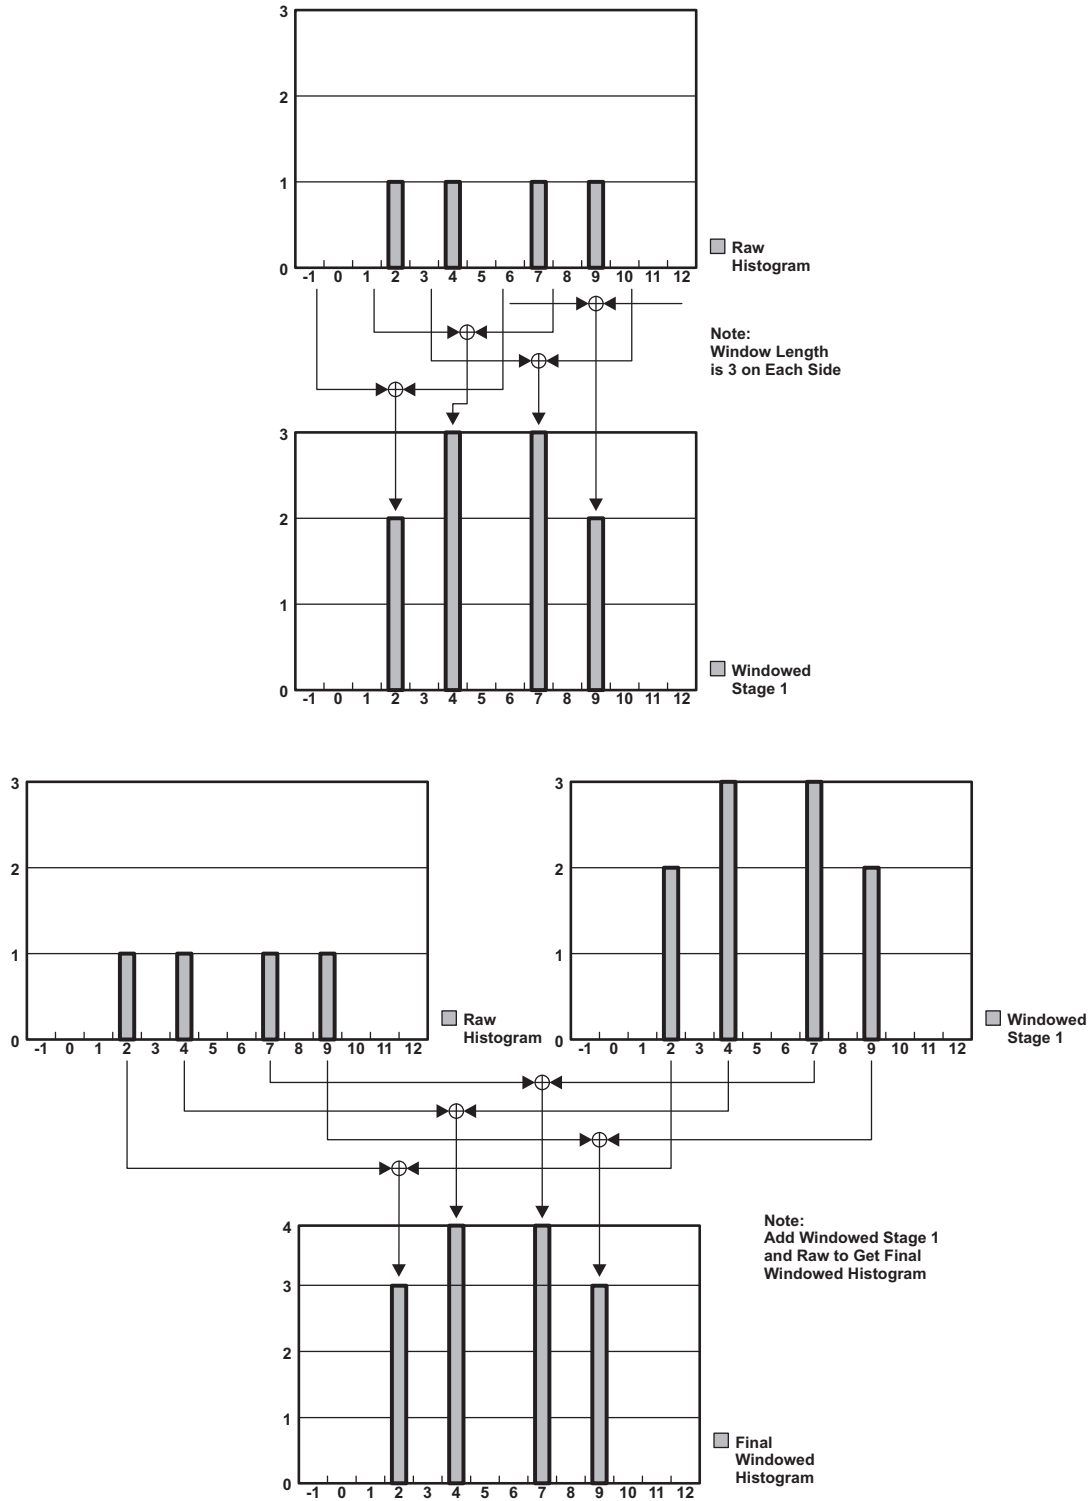 3
2
1
0
-1 0 1 2 3 4 5 6 7 8 9 10 11 12
Raw
Histogram
Note:
Window Length
is 3 on Each Side
3
2
1
0
-1 0 1 2 3 4 5 6 7 8 9 10 11 12
Windowed
Stage 1
3
2
1
0
-1 0 1 2 3 4 5 6 7 8 9 10 11 12
Raw
Histogram
3
2
1
0
-1 0 1 2 3 4 5 6 7 8 9 10 11 12
Windowed
Stage 1
4
3
2
1
0
-1 0 1 2 3 4 5 6 7 8 9 10 11 12
Note:
Add Windowed Stage 1
and Raw to Get Final
Windowed Histogram
Final
Windowed
Histogram